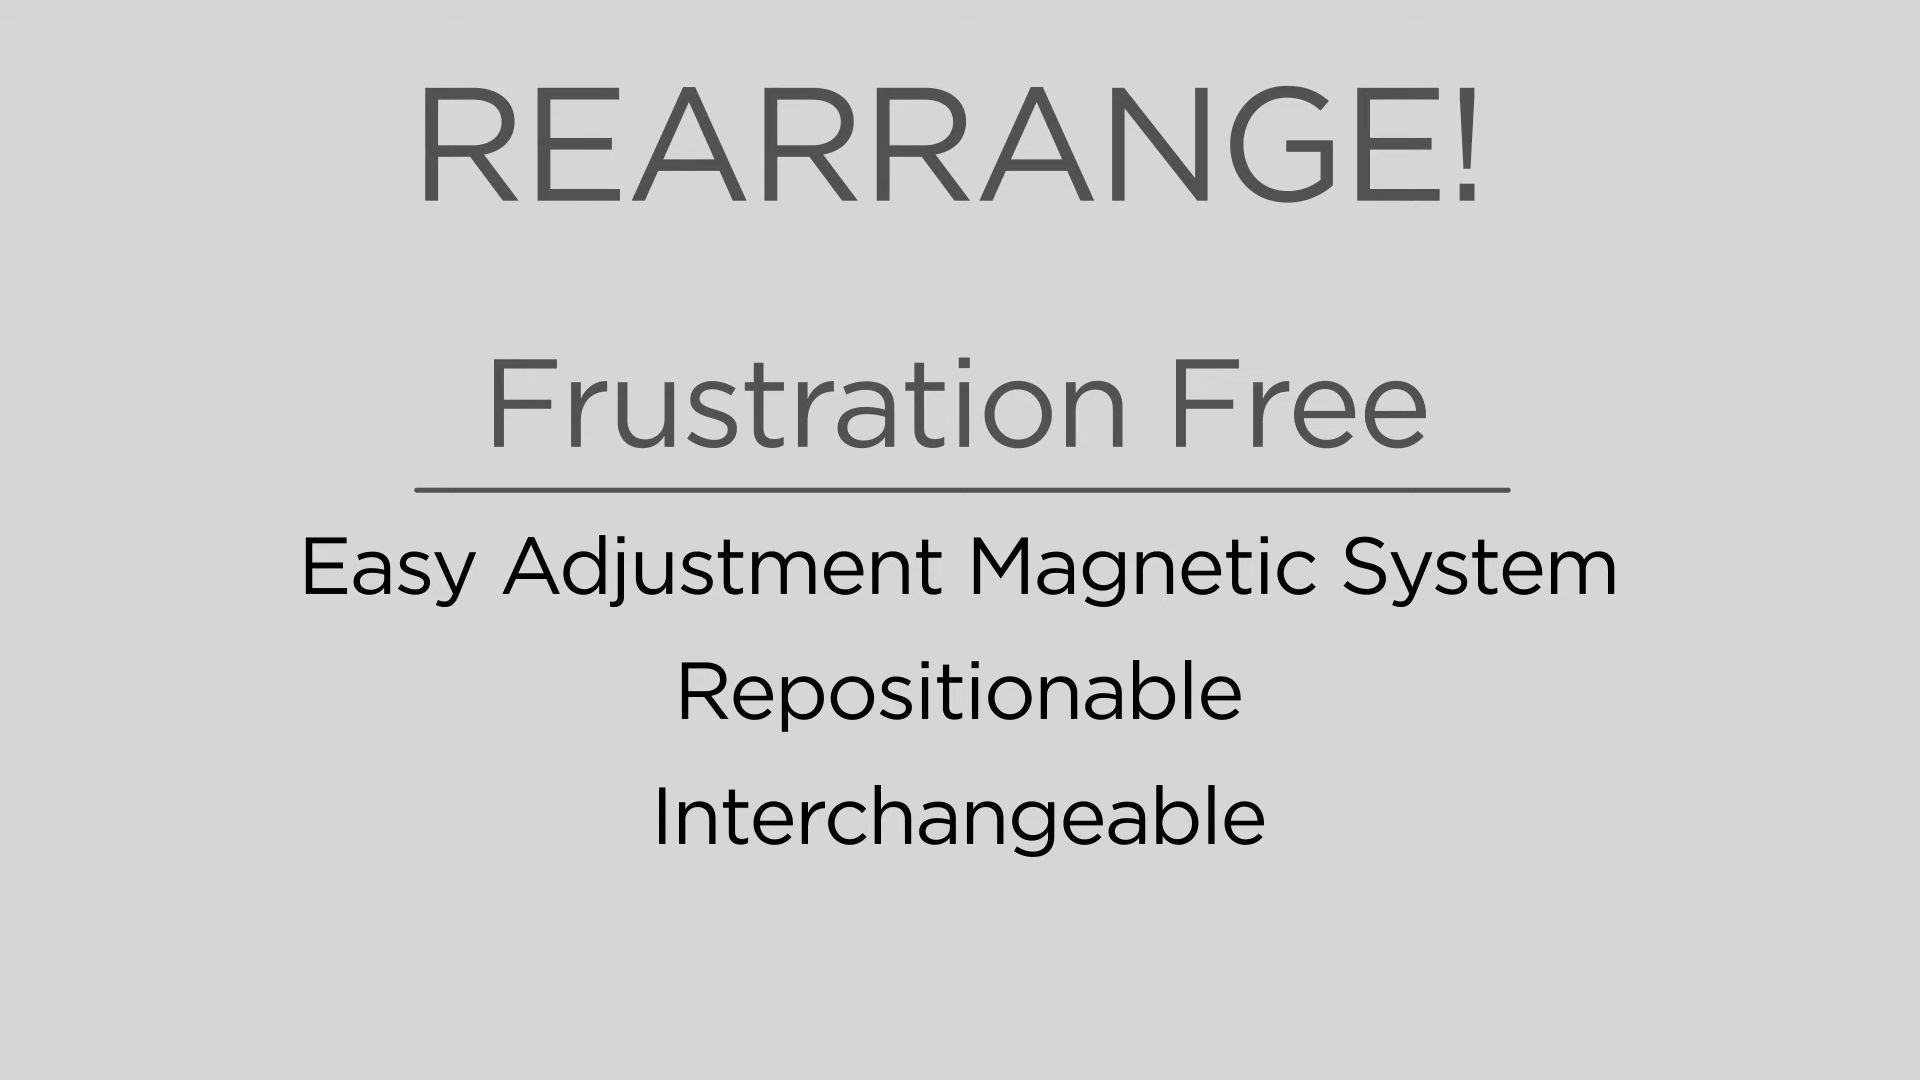 REARRANGE!
Frustration Free
Easy Adjustment Magnetic System
Repositionable
Interchangeable